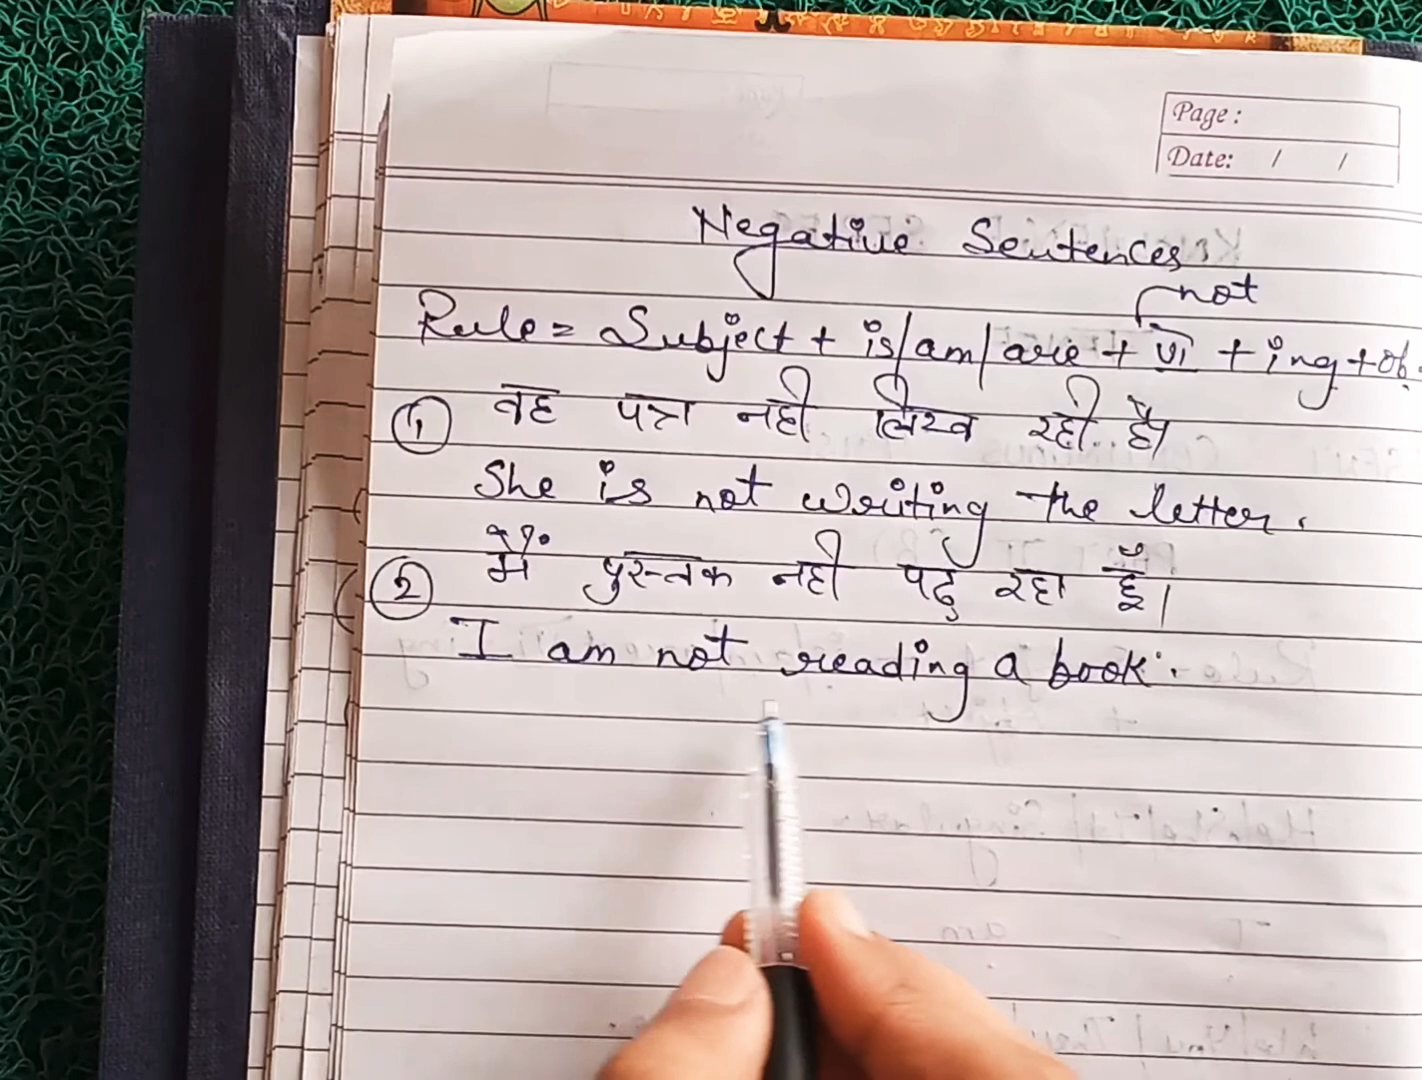 Page :
Date: / /
Negative Sentences
not
Rule = Subject + is/am/are + V1 + ing + ob.
① वह पत्र नही लिख रही है।
She is not writing the letter.
② मैं पुस्तक नही पढ़ रहा हूँ।
I am not reading a book.